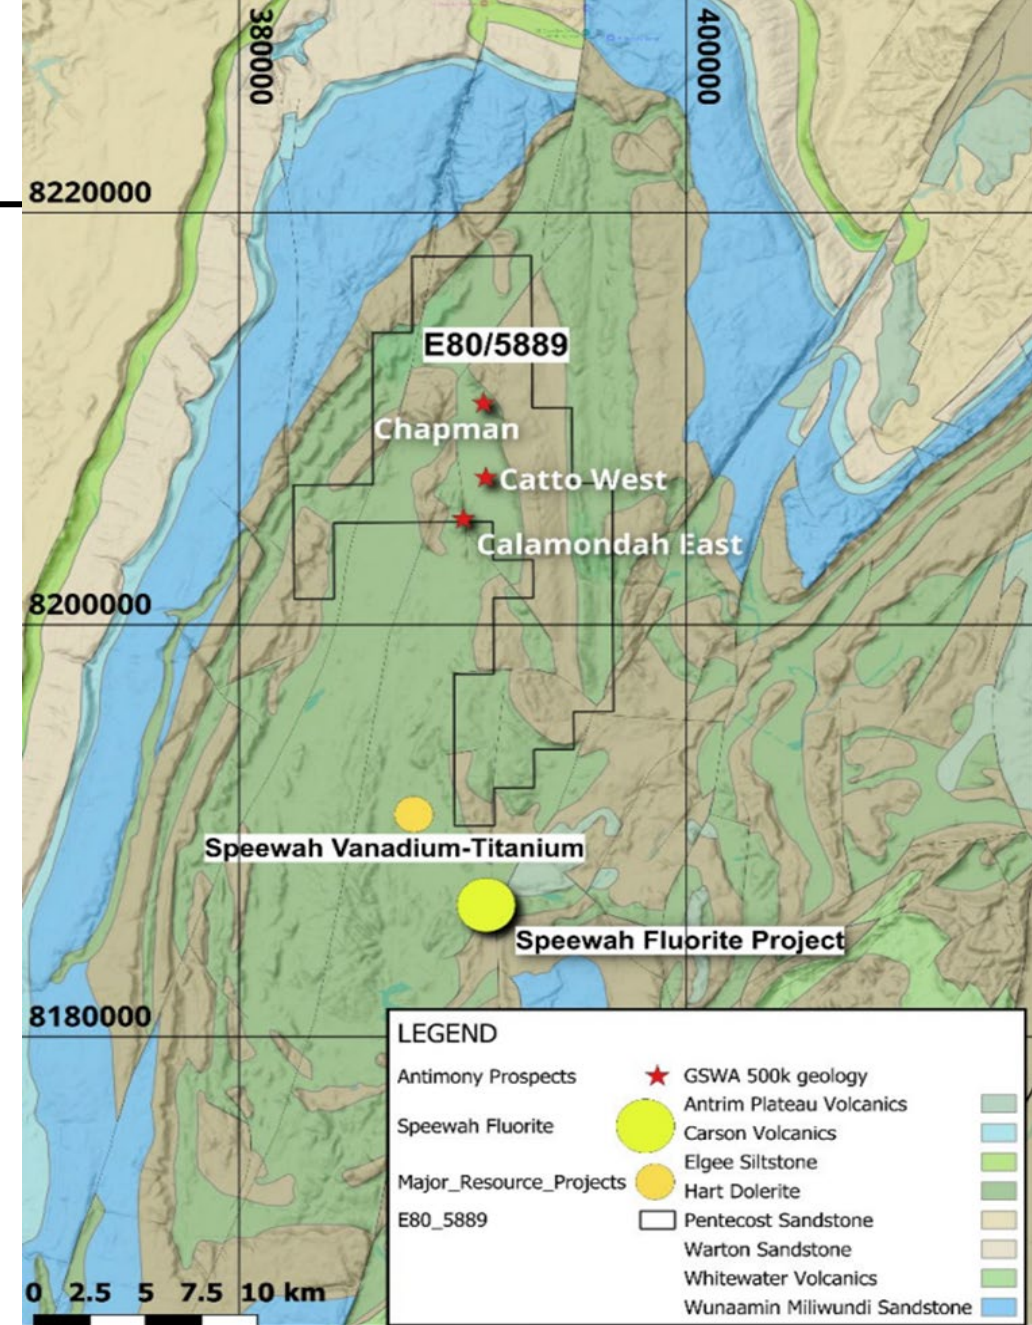 380000
400000
8220000
E80/5889
Chapman
Catto West
Calamondah East
8200000
Speewah Vanadium-Titanium
Speewah Fluorite Project
8180000
LEGEND
Antimony Prospects
GSWA 500k geology
Antrim Plateau Volcanics
Speewah Fluorite
Carson Volcanics
Elgee Siltstone
Major_Resource_Projects
Hart Dolerite
E80_5889
Pentecost Sandstone
Warton Sandstone
Whitewater Volcanics
Wunaamin Miliwundi Sandstone
0 2.5 5 7.5 10 km